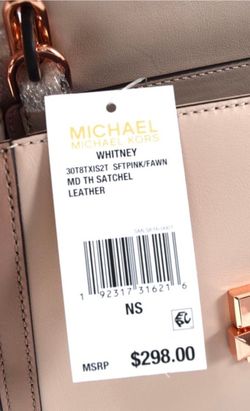 MICHAEL
MICHAEL KORS
WHITNEY
30T8TXIS2T SFTPINK/FAWN
MD TH SATCHEL
LEATHER
1 92317 31621 6
NS
MSRP $298.00